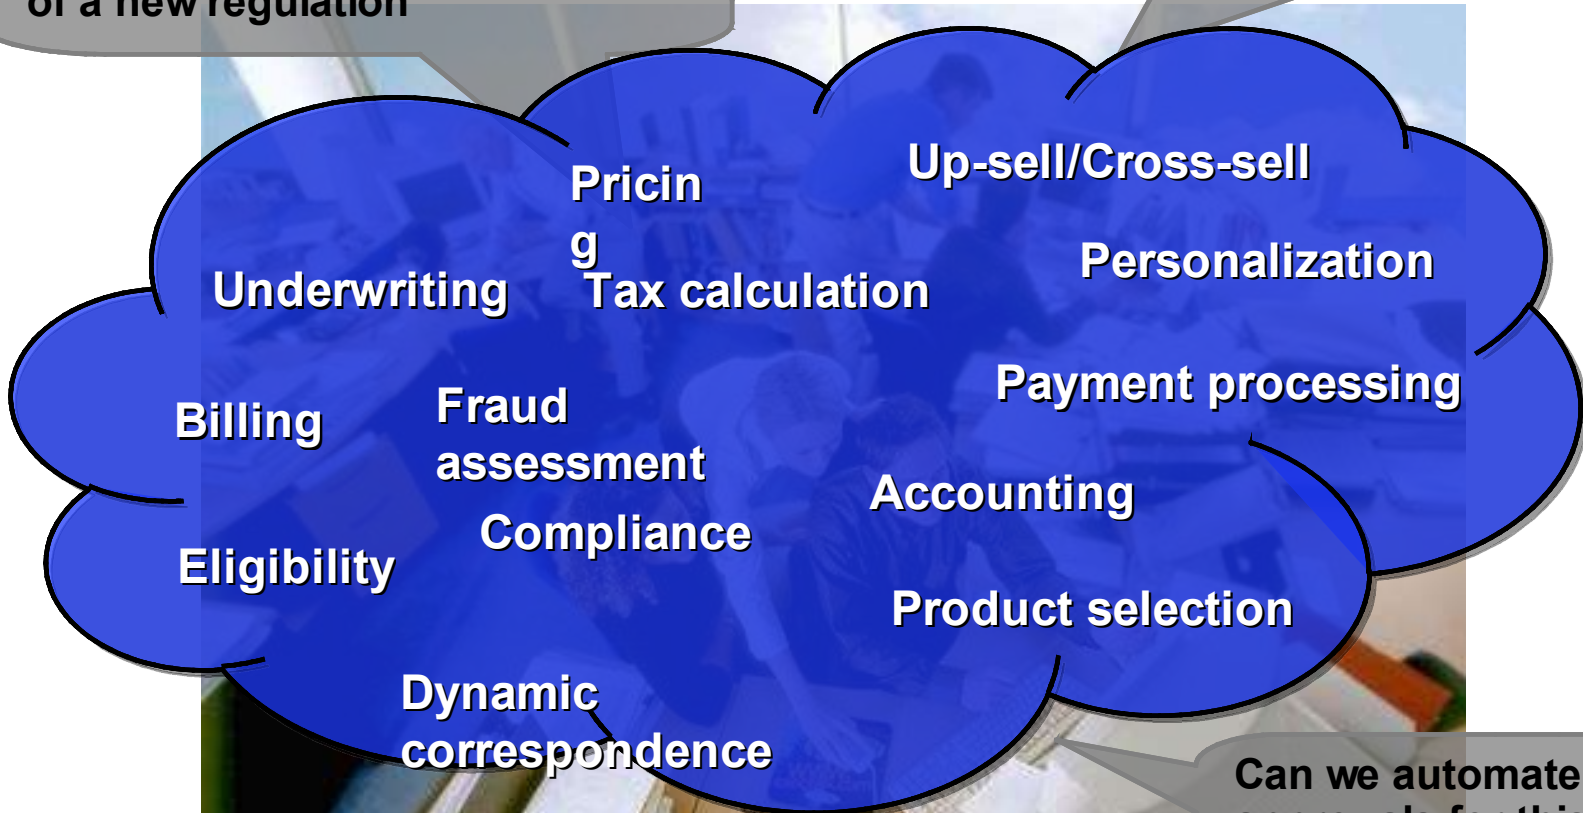 of a new regulation
Up-sell/Cross-sell
Pricin
g
Personalization
Underwriting
Tax calculation
Payment processing
Billing
Fraud
assessment
Accounting
Compliance
Eligibility
Product selection
Dynamic
correspondence
Can we automate